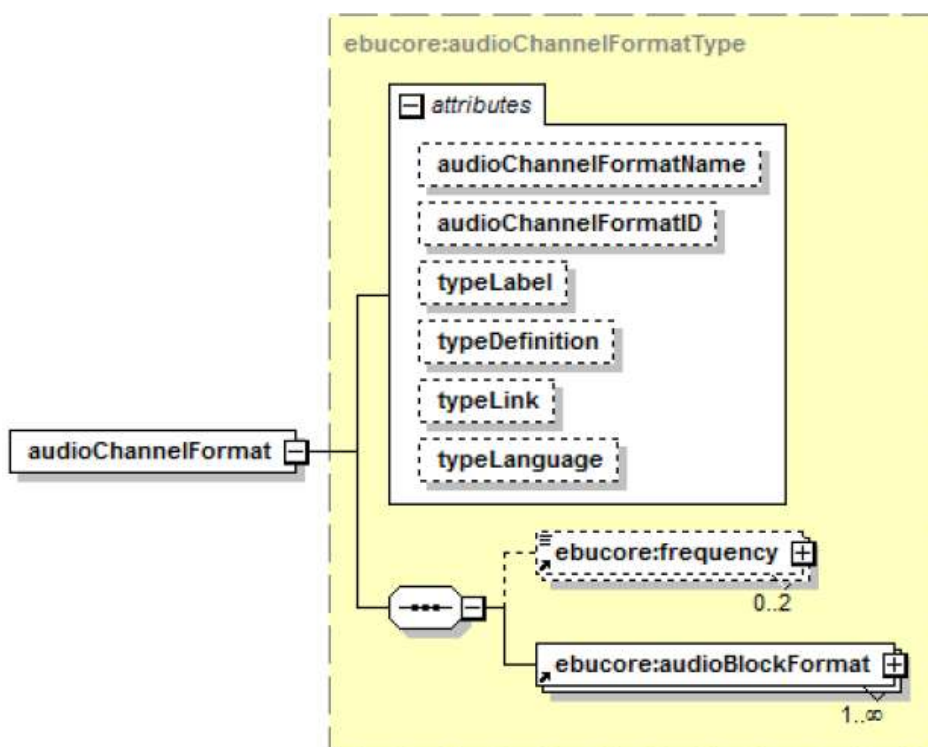 ebucore:audioChannelFormatType
attributes
audioChannelFormatName
audioChannelFormatID
typeLabel
typeDefinition
typeLink
typeLanguage
audioChannelFormat
ebucore:frequency
0..2
ebucore:audioBlockFormat
1..∞